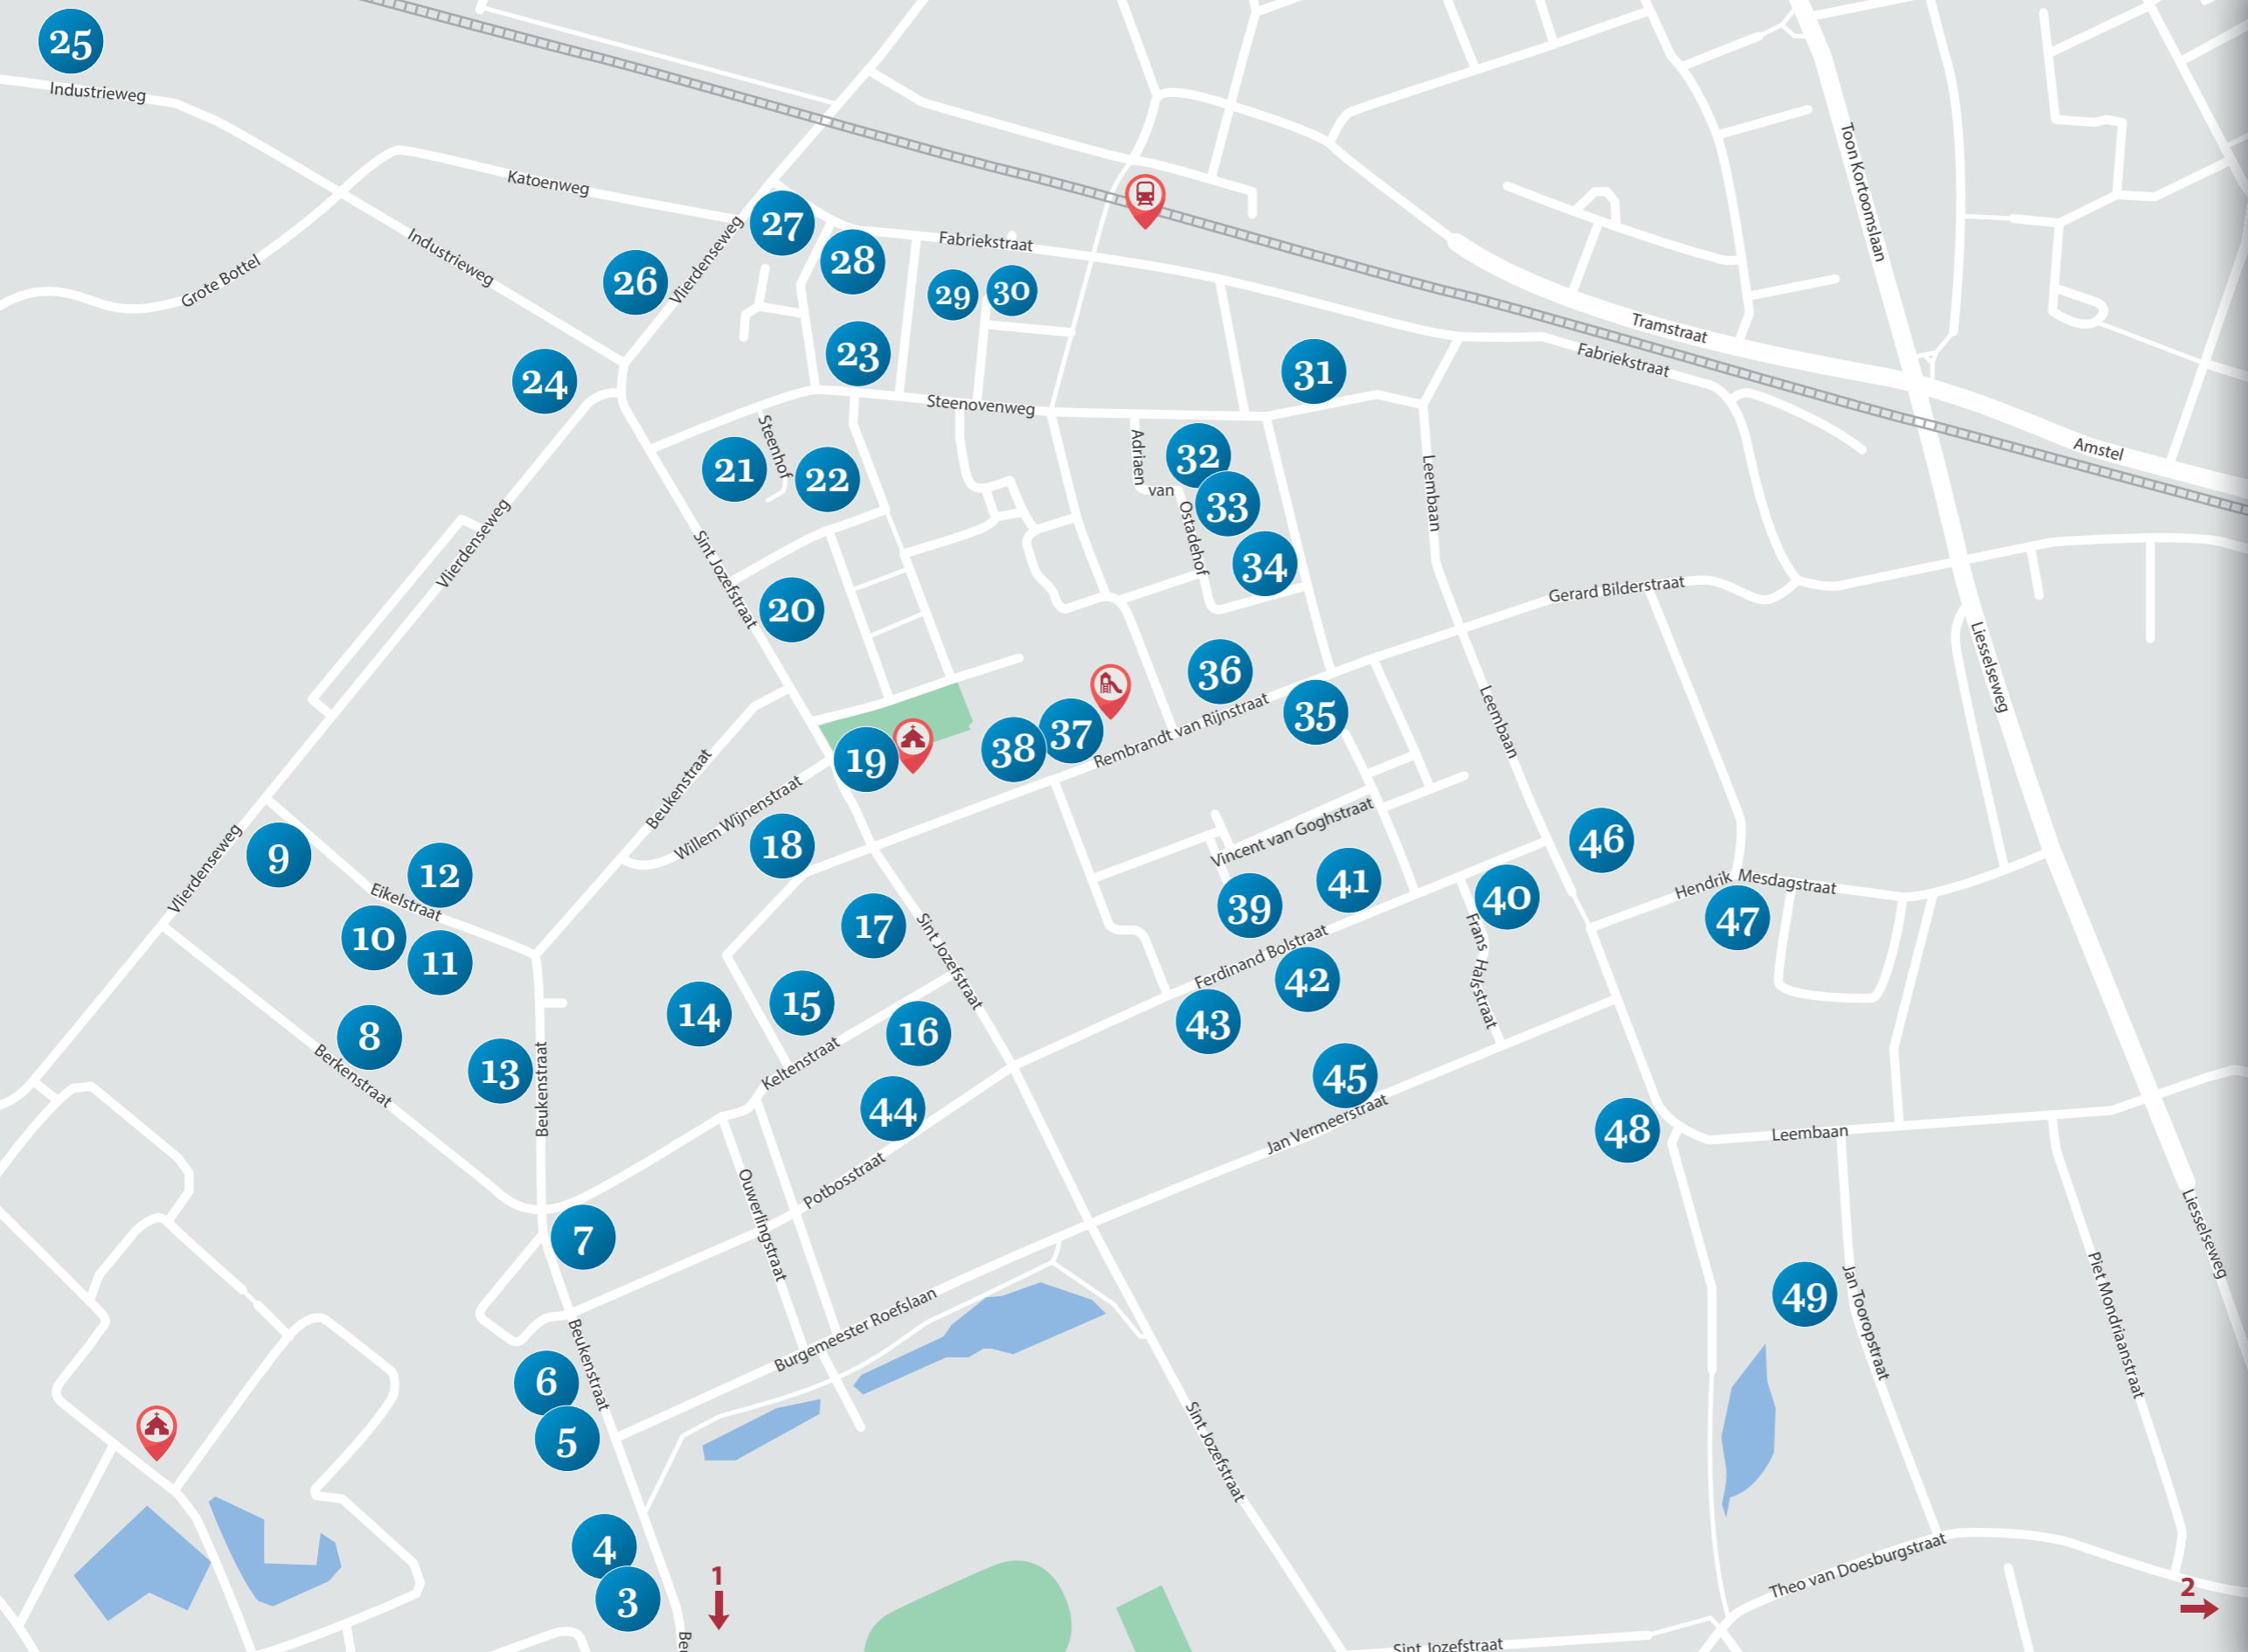 25
Industrieweg
Katoenweg
Toon Kortoomslaan
27
Fabriekstraat
Vlierdenseweg
28
Industrieweg
Grote Bottel
26
29
30
Tramstraat
Fabriekstraat
23
31
24
Steenovenweg
Steenhof
Adriaen
van
Ostadehof
32
Amstel
21
22
Leembaan
33
Vlierdenseweg
Sint Jozefstraat
34
Gerard Bilderstraat
20
Liesselseweg
36
Rembrandt van Rijnstraat
35
Leembaan
37
38
19
Beukenstraat
Willem Wijnenstraat
18
Vincent van Goghstraat
46
9
Vlierdenseweg
12
Eikelstraat
41
40
39
Hendrik Mesdagstraat
47
10
11
17
Sint Jozefstraat
Ferdinand Bolstraat
Frans Halsstraat
42
14
15
16
43
8
Berkenstraat
13
Beukenstraat
Keltenstraat
45
Jan Vermeerstraat
44
48
Leembaan
Potbosstraat
Ouwerlingstraat
7
Liesselseweg
49
Jan Tooropstraat
Piet Mondriaanstraat
Burgemeester Roefslaan
Beukenstraat
6
5
Sint Jozefstraat
4
3
1
Theo van Doesburgstraat
2
Beu
Sint Jozefstraat